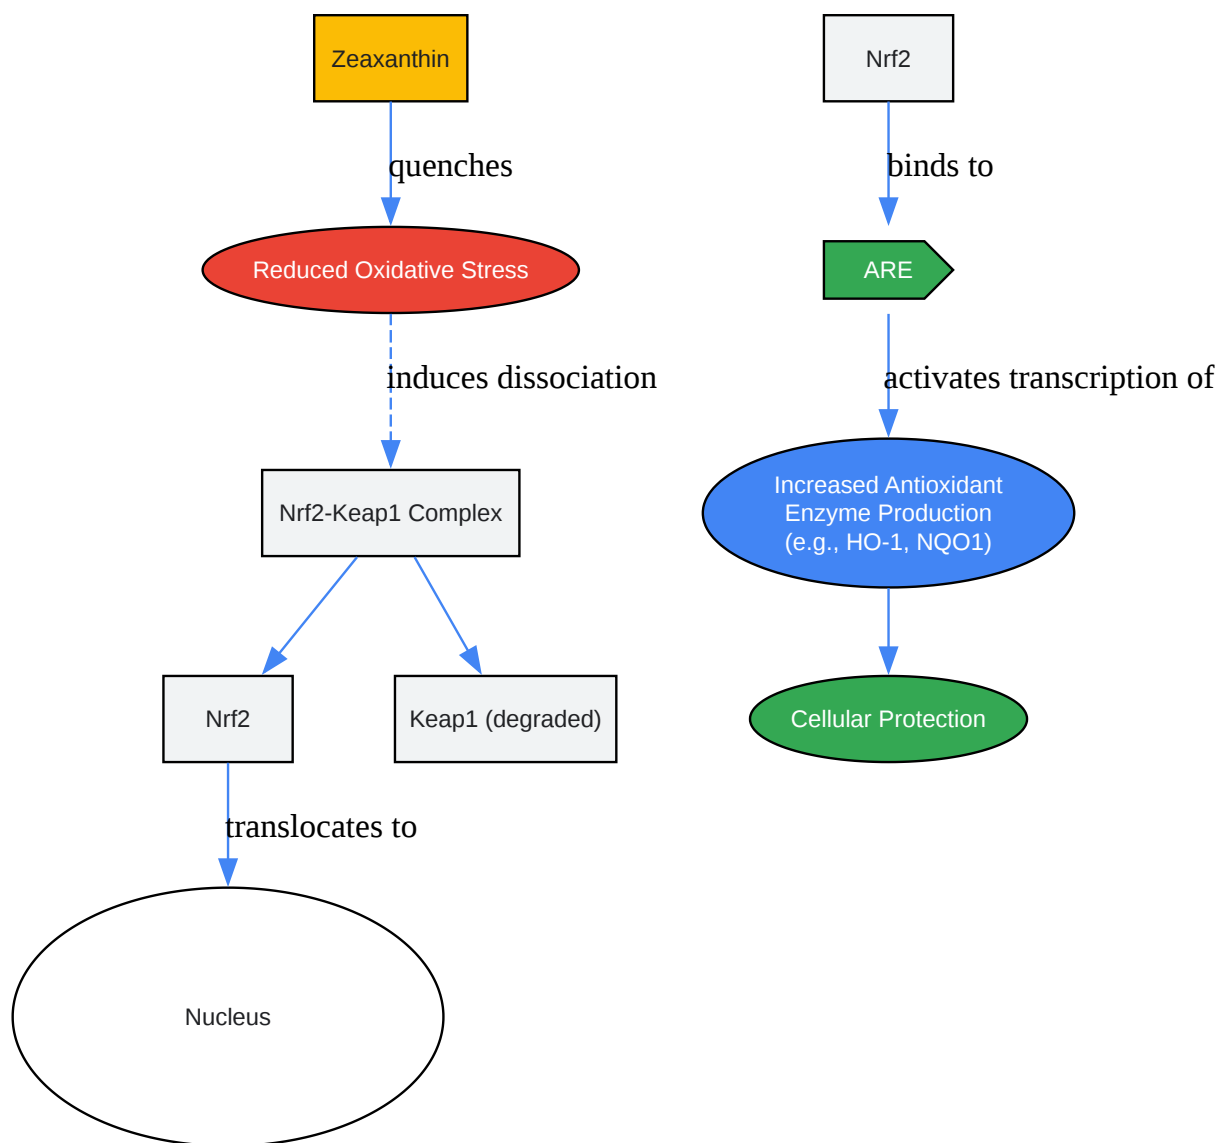 Zeaxanthin
quenches
Reduced Oxidative Stress
induces dissociation
Nrf2-Keap1 Complex
Nrf2
Keap1 (degraded)
translocates to
Nucleus
Nrf2
binds to
ARE
activates transcription of
Increased Antioxidant
Enzyme Production
(e.g., HO-1, NQO1)
Cellular Protection